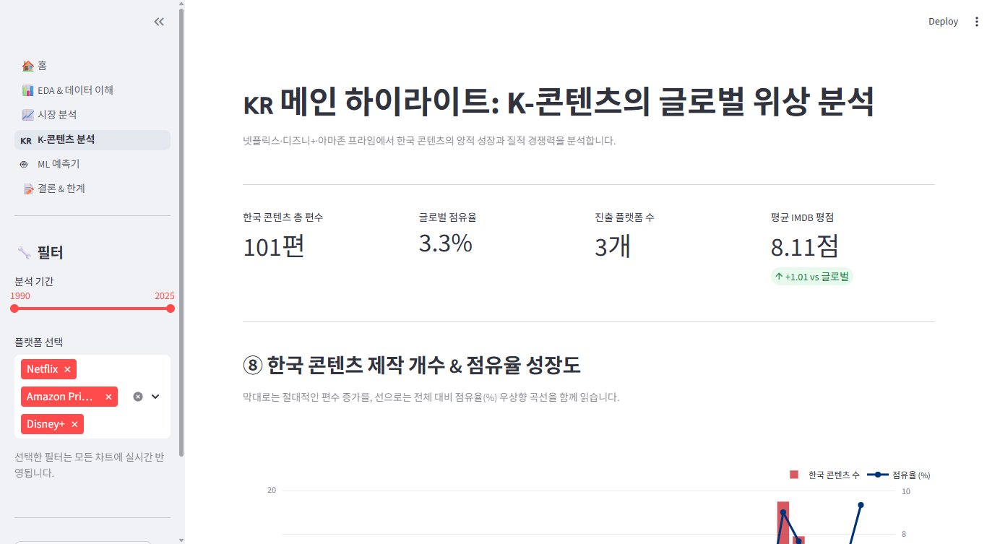 Deploy
홈
EDA & 데이터 이해
시장 분석
KR K-콘텐츠 분석
ML 예측기
결론 & 한계
필터
분석 기간
1990 2025
플랫폼 선택
Netflix ×
Amazon Pri... ×
Disney+ ×
선택한 필터는 모든 차트에 실시간 반
영됩니다.
KR 메인 하이라이트: K-콘텐츠의 글로벌 위상 분석
넷플릭스·디즈니+·아마존 프라임에서 한국 콘텐츠의 양적 성장과 질적 경쟁력을 분석합니다.
한국 콘텐츠 총 편수
101편
글로벌 점유율
3.3%
진출 플랫폼 수
3개
평균 IMDB 평점
8.11점
↑ +1.01 vs 글로벌
⑧ 한국 콘텐츠 제작 개수 & 점유율 성장도
막대로는 절대적인 편수 증가를, 선으로는 전체 대비 점유율(%) 우상향 곡선을 함께 읽습니다.
한국 콘텐츠 수 점유율 (%)
20 10
8